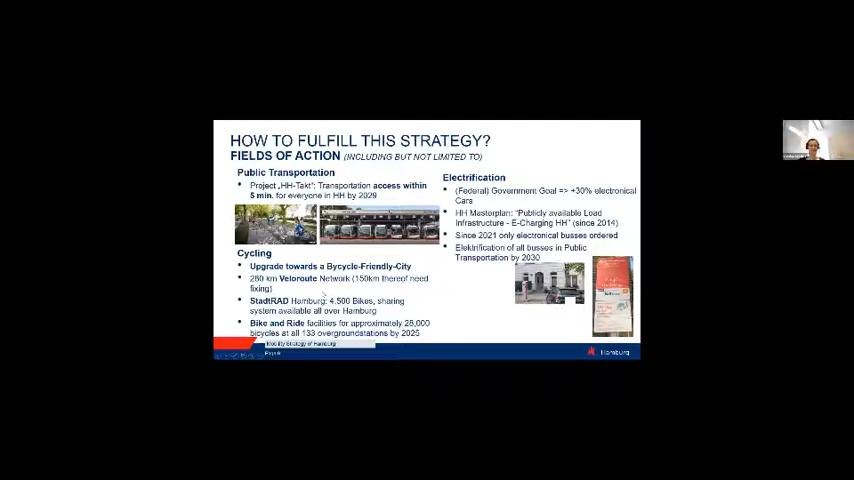 HOW TO FULFILL THIS STRATEGY?
FIELDS OF ACTION (INCLUDING BUT NOT LIMITED TO)
Public Transportation
• Project „HH-Takt": Transportation access within
5 min. for everyone in HH by 2029
Cycling
• Upgrade towards a Bycycle-Friendly-City
• 280 km Veloroute Network (150km thereof need
fixing)
• StadtRAD Hamburg: 4.500 Bikes, sharing
system available all over Hamburg
• Bike and Ride facilities for approximately 28,000
bicycles at all 133 overgroundstations by 2025
Electrification
• (Federal) Government Goal => +30% electronical
Cars
• HH Masterplan: "Publicly available Load
Infrastructure - E-Charging HH" (since 2014)
• Since 2021 only electronical busses ordered
• Elektrification of all busses in Public
Transportation by 2030
Mobility Strategy of Hamburg
Hamburg